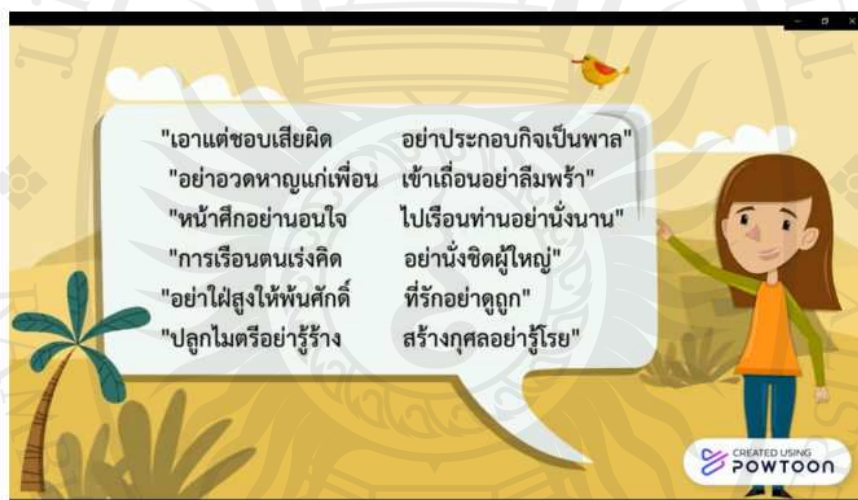 "เอาแต่ชอบเสียผิด อย่าประกอบกิจเป็นพาล"
"อย่าอวดหาญแก่เพื่อน เข้าเถื่อนอย่าลืมพร้า"
"หน้าศึกอย่านอนใจ ไปเรือนท่านอย่านั่งนาน"
"การเรือนตนเร่งคิด อย่านั่งชิดผู้ใหญ่"
"อย่าใฝ่สูงให้พ้นศักดิ์ ที่รักอย่าดูถูก"
"ปลูกไมตรีอย่ารู้ร้าง สร้างกุศลอย่ารู้โรย"
CREATED USING
POWTOON